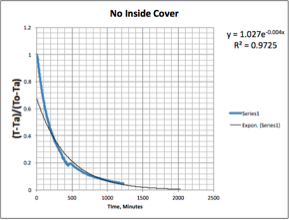 No Inside Cover
y = 1.027e^-0.004x
R² = 0.9725
1.2
1
0.8
0.6
0.4
0.2
0
(T-Ta)/(To-Ta)
Series1
Expon. (Series1)
0 500 1000 1500 2000 2500
Time, Minutes